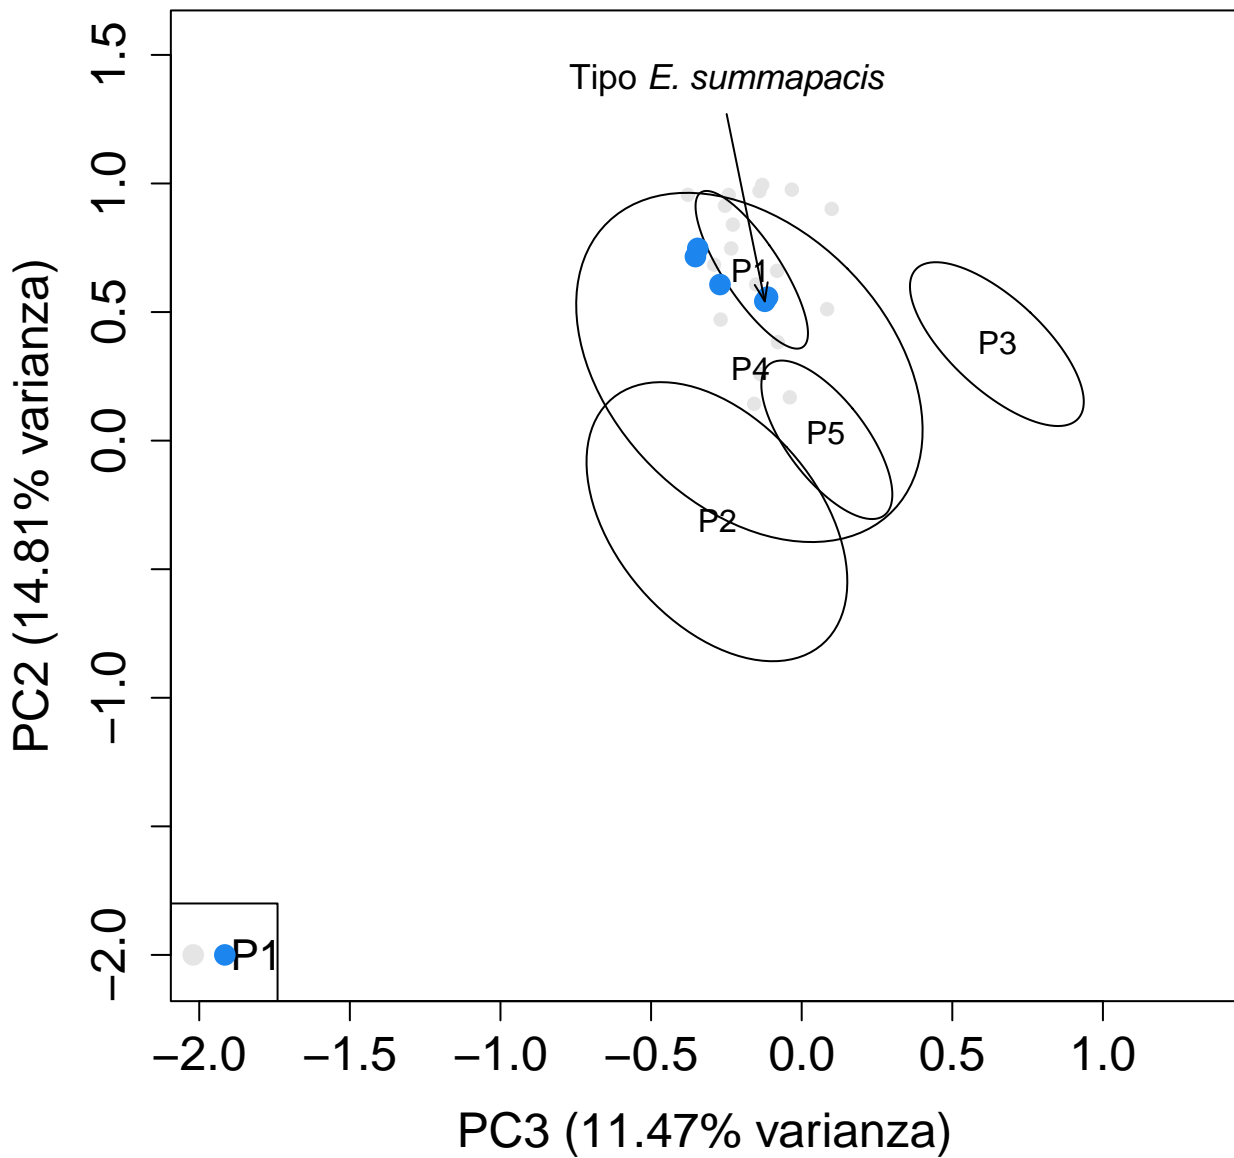 Tipo E. summapacis
PC2 (14.81% varianza)
1.5
1.0
0.5
0.0
−1.0
−2.0
P1
P3
P4
P5
P2
P1
−2.0 −1.5 −1.0 −0.5 0.0 0.5 1.0
PC3 (11.47% varianza)